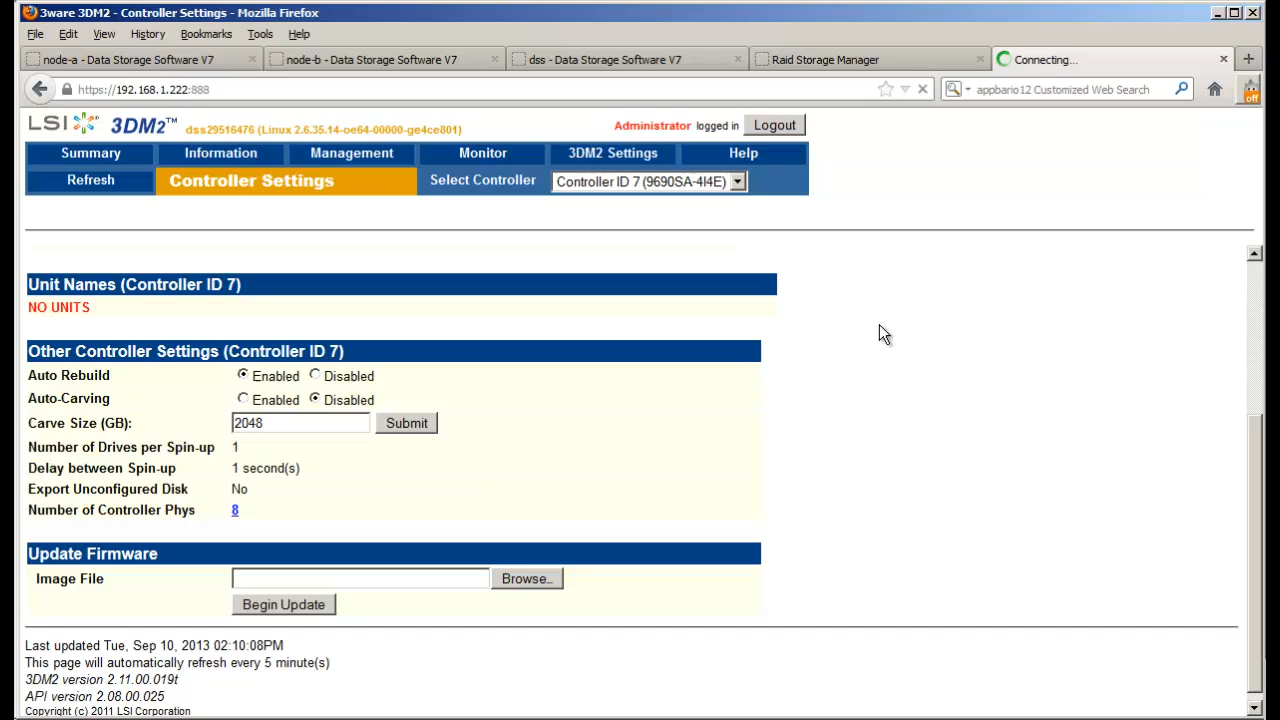 3ware 3DM2 - Controller Settings - Mozilla Firefox
File Edit View History Bookmarks Tools Help
node-a - Data Storage Software V7 node-b - Data Storage Software V7 dss - Data Storage Software V7 Raid Storage Manager Connecting...
https://192.168.1.222:888 appbario12 Customized Web Search off
LSI 3DM2™ dss29516476 (Linux 2.6.35.14-oe64-00000-ge4ce801) Administrator logged in Logout
Summary Information Management Monitor 3DM2 Settings Help
Refresh Controller Settings Select Controller Controller ID 7 (9690SA-4I4E)
Unit Names (Controller ID 7)
NO UNITS
Other Controller Settings (Controller ID 7)
Auto Rebuild Enabled Disabled
Auto-Carving Enabled Disabled
Carve Size (GB): 2048 Submit
Number of Drives per Spin-up 1
Delay between Spin-up 1 second(s)
Export Unconfigured Disk No
Number of Controller Phys 8
Update Firmware
Image File Browse...
Begin Update
Last updated Tue, Sep 10, 2013 02:10:08PM
This page will automatically refresh every 5 minute(s)
3DM2 version 2.11.00.019t
API version 2.08.00.025
Copyright (c) 2011 LSI Corporation